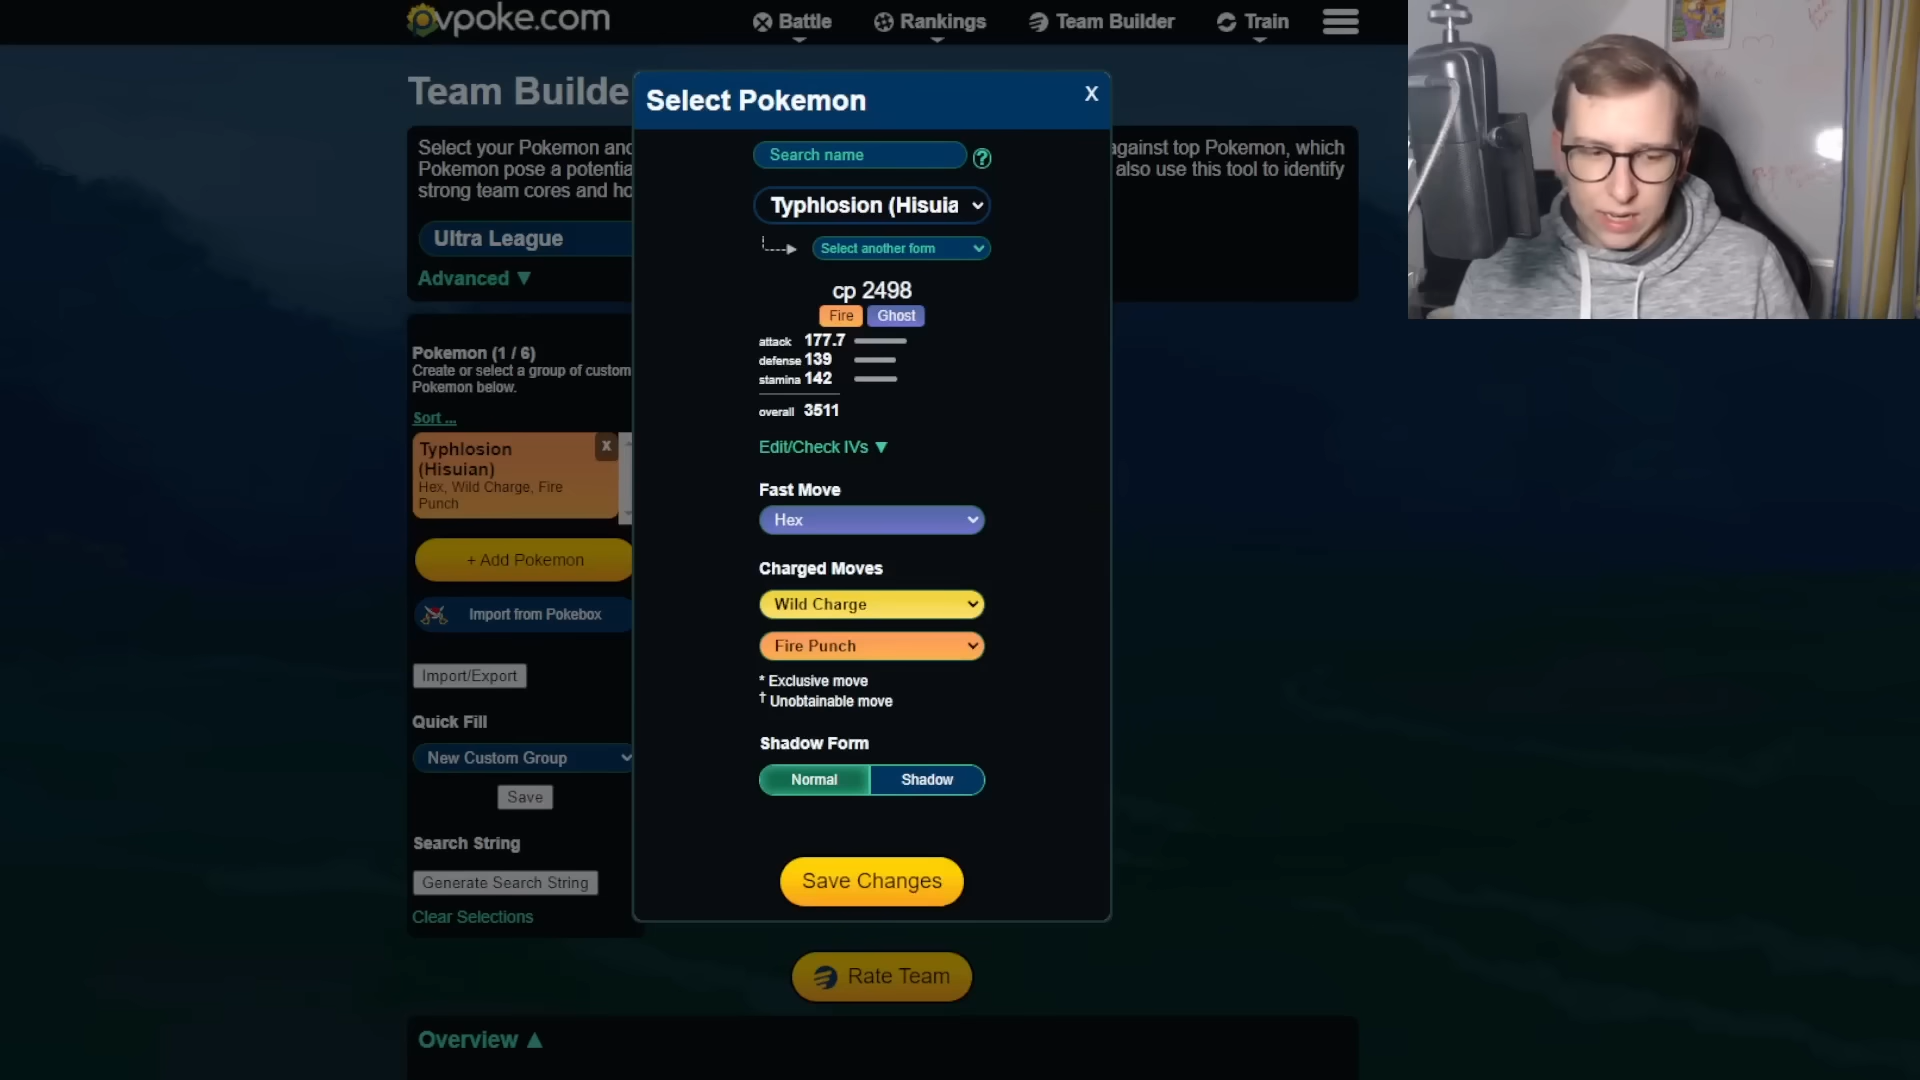 pvpoke.com
Battle
Rankings
Team Builder
Train
Team Builde
Select your Pokemon and
against top Pokemon, which
Pokemon pose a potentia
also use this tool to identify
strong team cores and ho
Ultra League
Advanced ▼
Pokemon (1 / 6)
Create or select a group of custom
Pokemon below.
Sort ...
Typhlosion
(Hisuian)
X
Hex, Wild Charge, Fire
Punch
+ Add Pokemon
Import from Pokebox
Import/Export
Quick Fill
New Custom Group
Save
Search String
Generate Search String
Clear Selections
Select Pokemon
X
Search name
?
Typhlosion (Hisuia
Select another form
cp 2498
Fire Ghost
attack 177.7
defense 139
stamina 142
overall 3511
Edit/Check IVs ▼
Fast Move
Hex
Charged Moves
Wild Charge
Fire Punch
* Exclusive move
† Unobtainable move
Shadow Form
Normal Shadow
Save Changes
Rate Team
Overview ▲